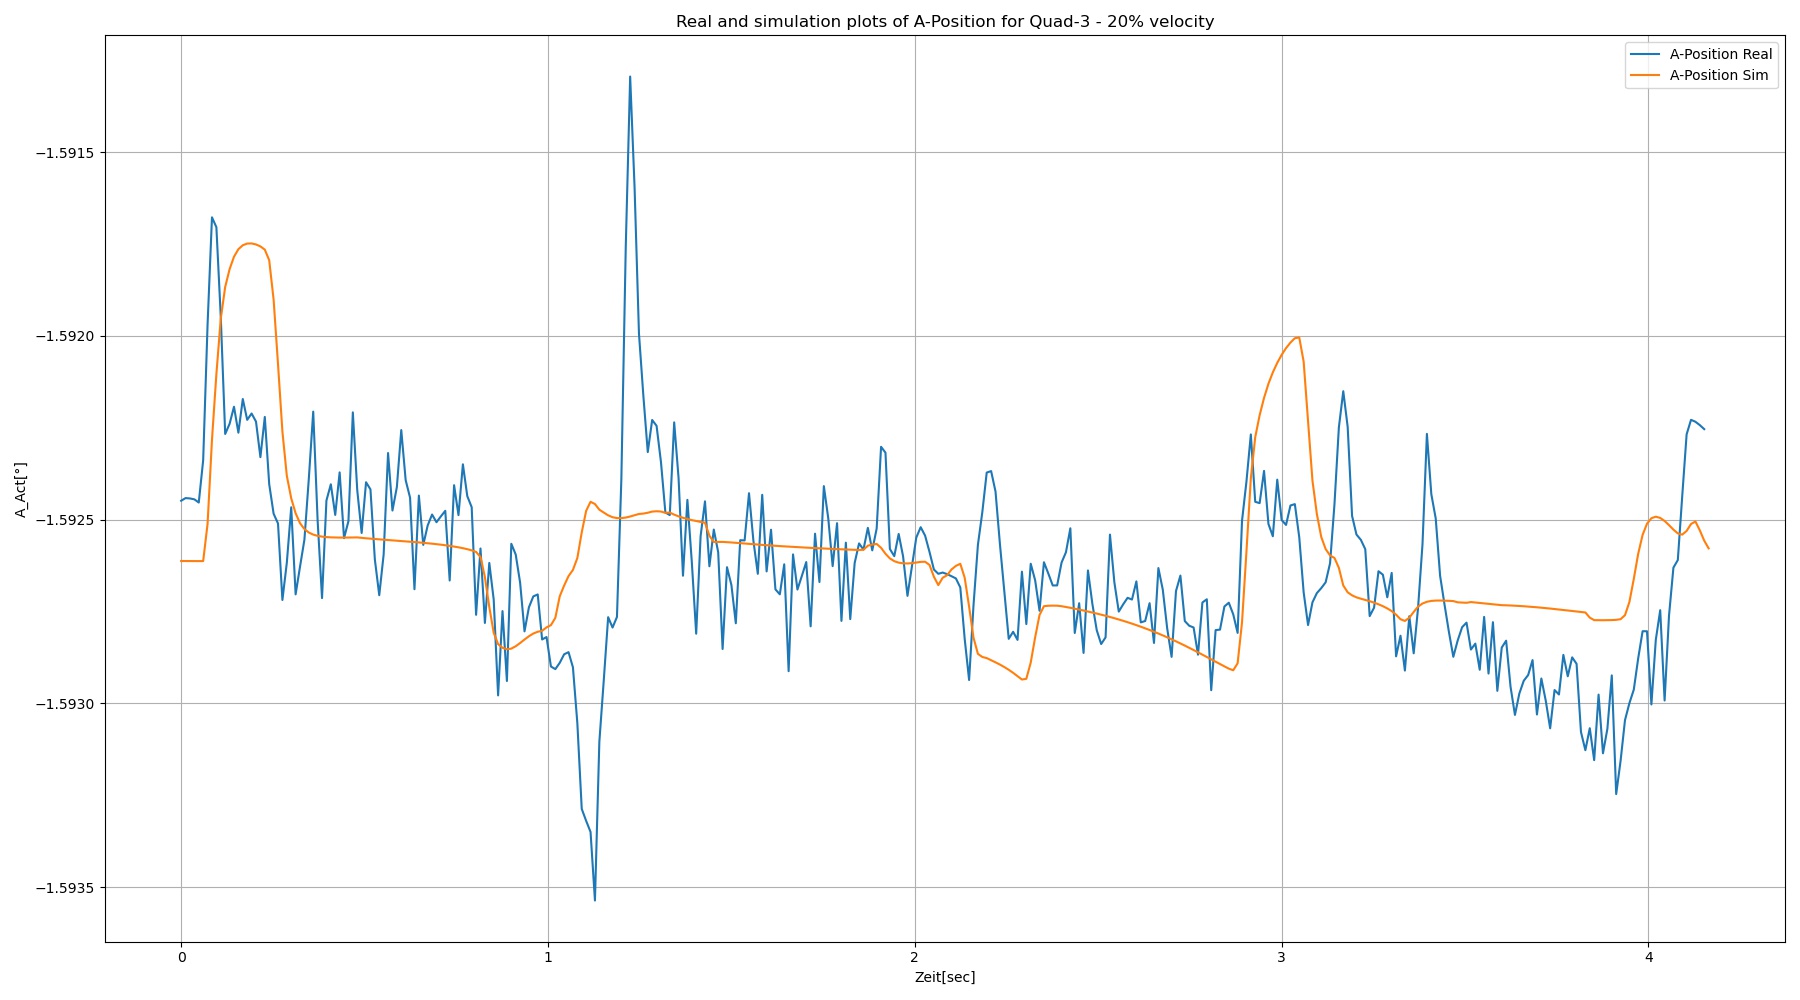 Real and simulation plots of A-Position for Quad-3 - 20% velocity
A-Position Real
A-Position Sim
A_Act[°]
−1.5915
−1.5920
−1.5925
−1.5930
−1.5935
0
1
2
3
4
Zeit[sec]